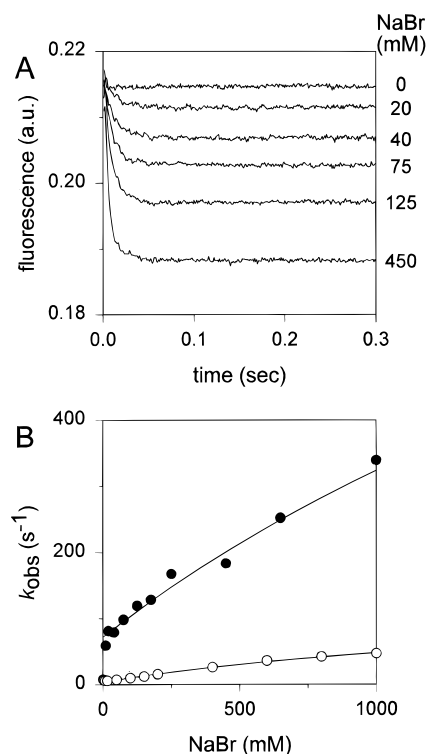 NaBr
(mM)
A
0.22
0.20
0.18
fluorescence (a.u.)
0
20
40
75
125
450
0.0 0.1 0.2 0.3
time (sec)
B
400
200
0
kobs (s⁻¹)
0 500 1000
NaBr (mM)